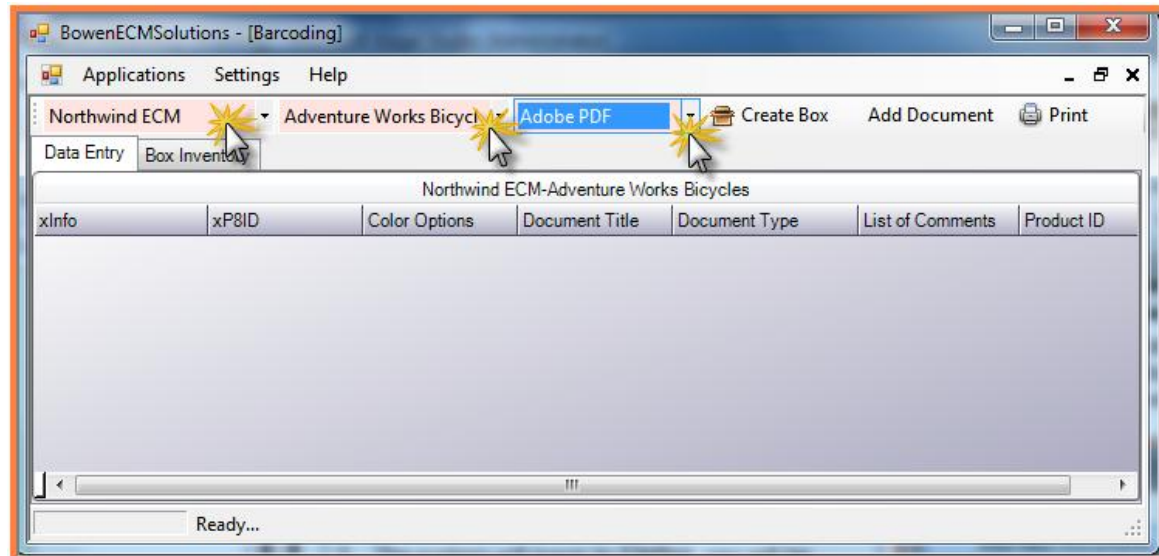 BowenECMSolutions - [Barcoding]
Applications Settings Help
Northwind ECM Adventure Works Bicycl Adobe PDF Create Box Add Document Print
Data Entry Box Inventory
Northwind ECM-Adventure Works Bicycles
xInfo xP8ID Color Options Document Title Document Type List of Comments Product ID
Ready...